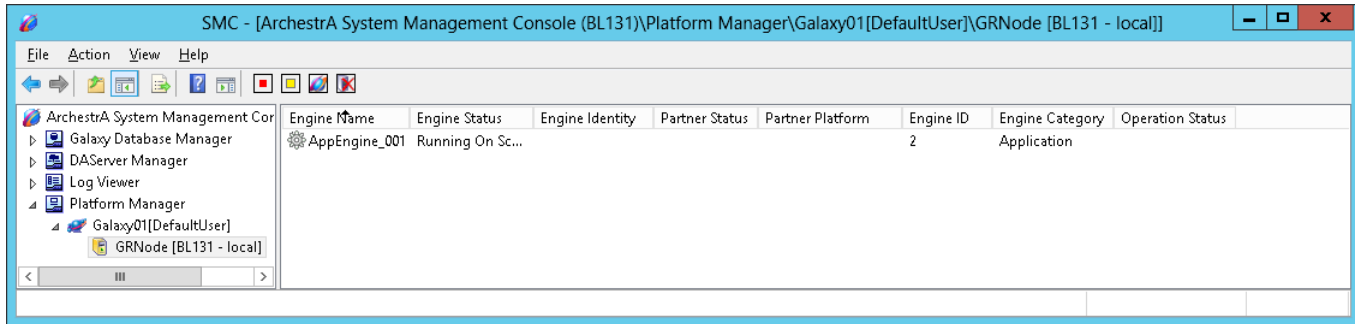 SMC - [ArchestrA System Management Console (BL131)\Platform Manager\Galaxy01[DefaultUser]\GRNode [BL131 - local]]
File Action View Help
ArchestrA System Management Cor
Engine Name Engine Status Engine Identity Partner Status Partner Platform Engine ID Engine Category Operation Status
Galaxy Database Manager
AppEngine_001 Running On Sc... 2 Application
DAServer Manager
Log Viewer
Platform Manager
Galaxy01[DefaultUser]
GRNode [BL131 - local]